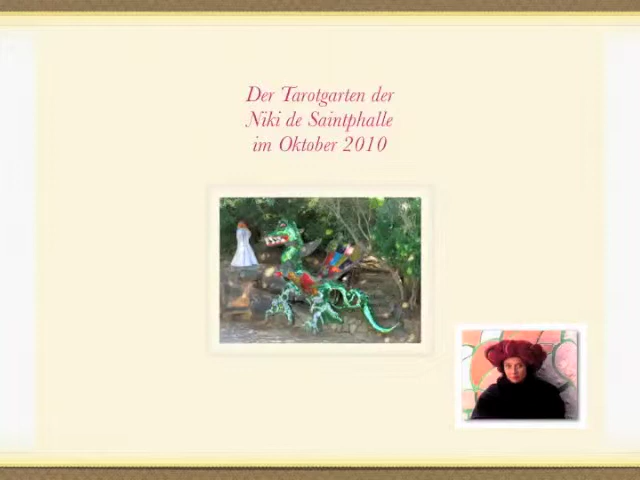 Der Tarotgarten der
Niki de Saintphalle
im Oktober 2010